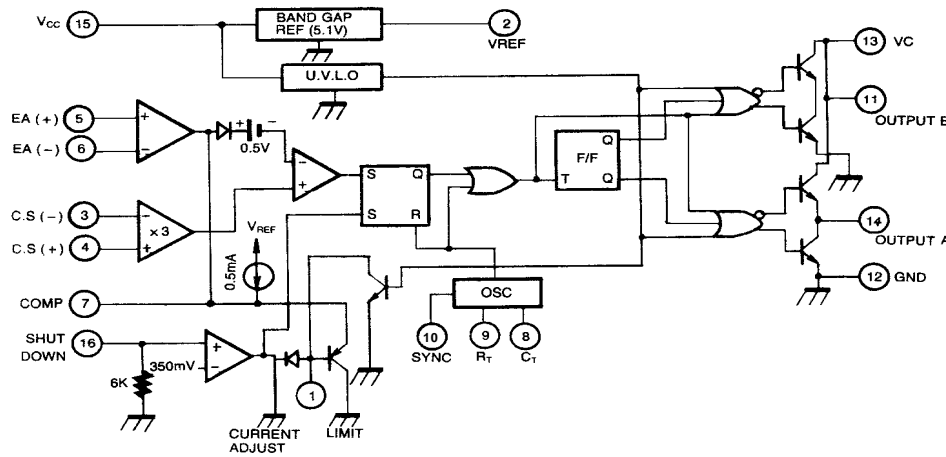 Vcc 15
BAND GAP
REF (5.1V)
2
VREF
U.V.L.O
13 VC
11
OUTPUT B
EA (+) 5
EA (−) 6
+
−
+ −
0.5V
−
+
S Q
S R
F/F
T
Q
Q
C.S (−) 3
C.S (+) 4
−
× 3
+
VREF
0.5mA
14
OUTPUT A
12 GND
COMP 7
OSC
10
SYNC
9
RT
8
CT
SHUT
DOWN
16
+
350mV −
6K
1
CURRENT LIMIT
ADJUST